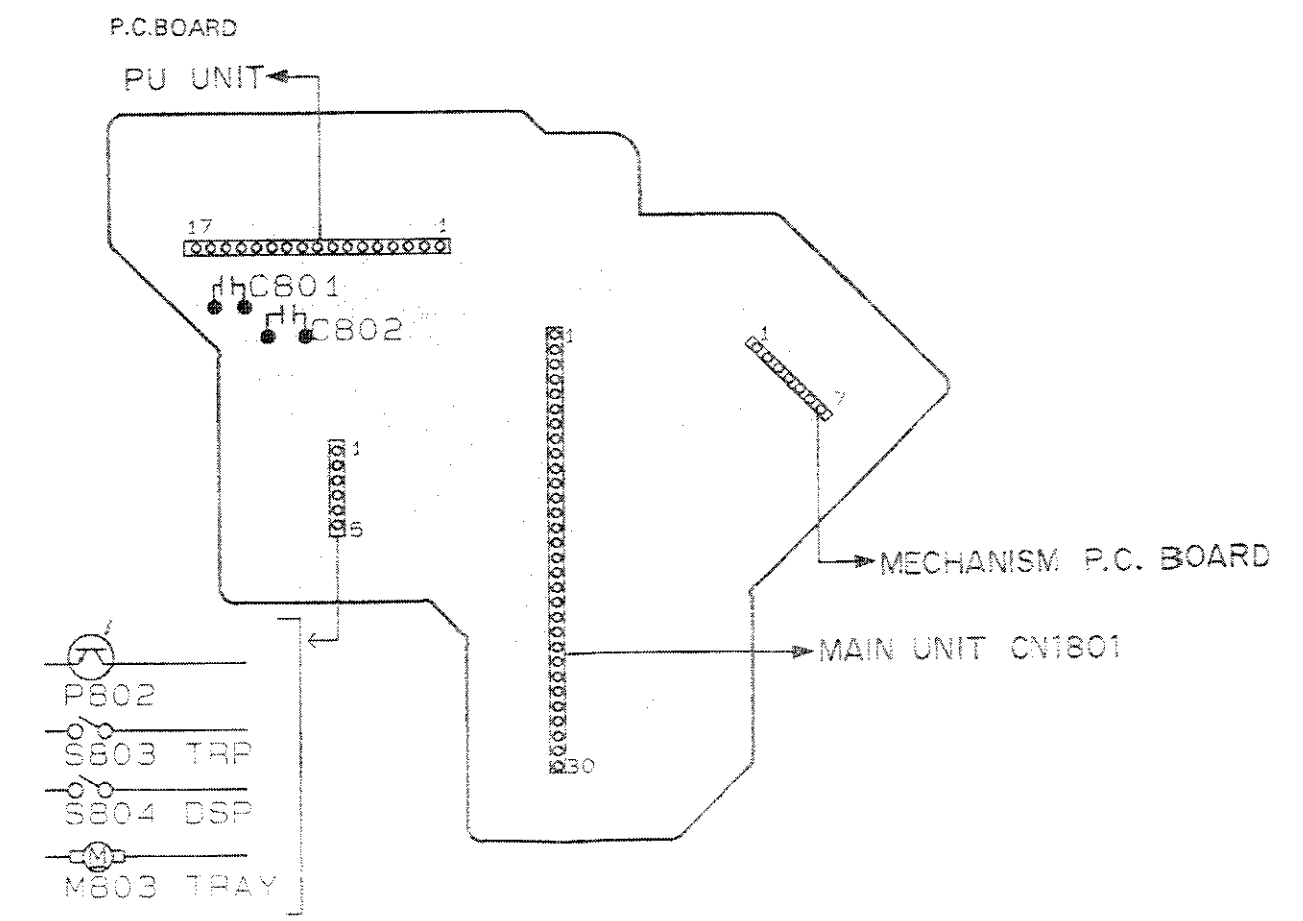 P.C.BOARD
PU UNIT
17 1
C801
C802
1
1
7
1
6
MECHANISM P.C. BOARD
MAIN UNIT CN1801
P802
S803 TRP
30
S804 DSP
M
M803 TRAY